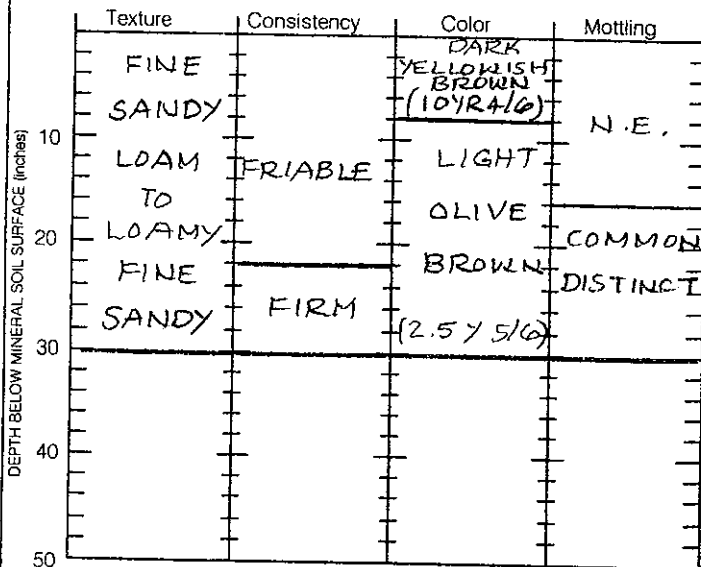 Texture Consistency Color Mottling
DEPTH BELOW MINERAL SOIL SURFACE (inches)
10
20
30
40
50
FINE
SANDY
LOAM
TO
LOAMY
FINE
SANDY
FRIABLE
FIRM
DARK
YELLOWISH
BROWN
(10YR4/6)
LIGHT
OLIVE
BROWN
(2.5 Y 5/6)
N.E.
COMMON
DISTINCT